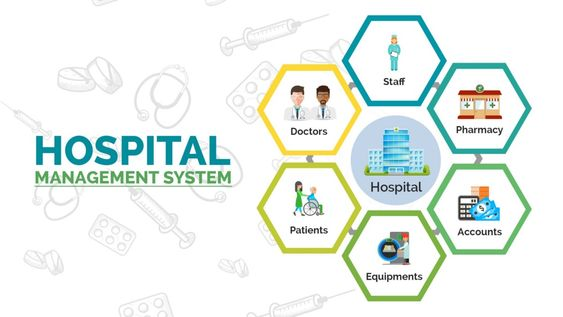 HOSPITAL
MANAGEMENT SYSTEM
Staff
Doctors
Pharmacy
Hospital
Patients
Accounts
Equipments